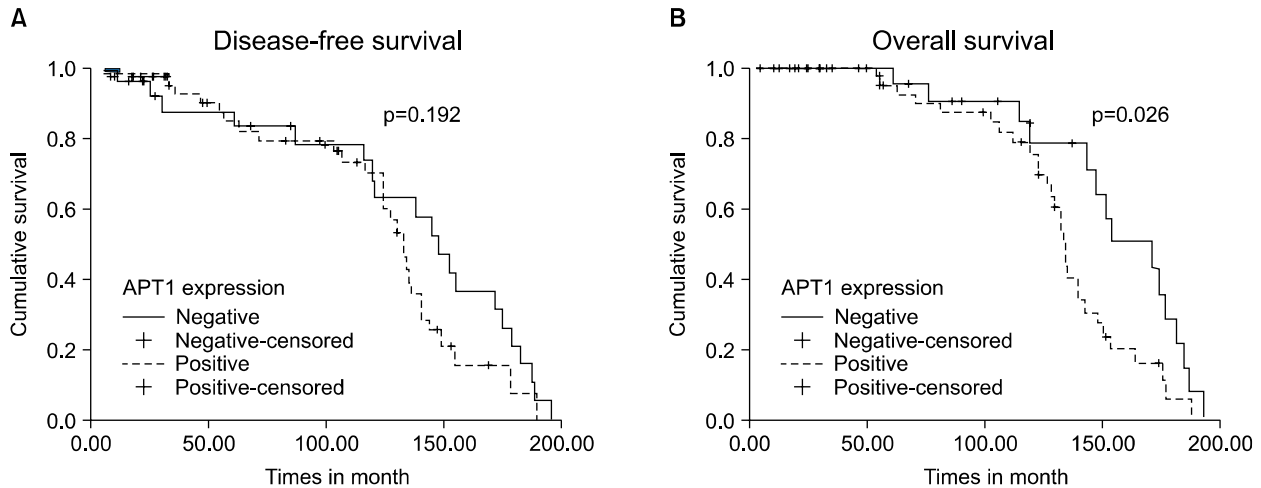 A
Disease-free survival
1.0
0.8
0.6
0.4
0.2
0.0
Cumulative survival
p=0.192
APT1 expression
Negative
Negative-censored
Positive
Positive-censored
0.00 50.00 100.00 150.00 200.00
Times in month
B
Overall survival
1.0
0.8
0.6
0.4
0.2
0.0
Cumulative survival
p=0.026
APT1 expression
Negative
Negative-censored
Positive
Positive-censored
0.00 50.00 100.00 150.00 200.00
Times in month